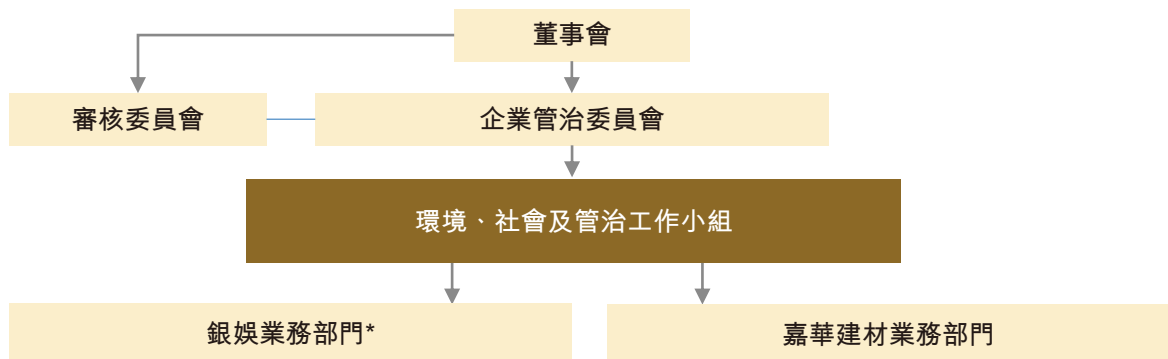 董事會
審核委員會
企業管治委員會
環境、社會及管治工作小組
銀娛業務部門*
嘉華建材業務部門